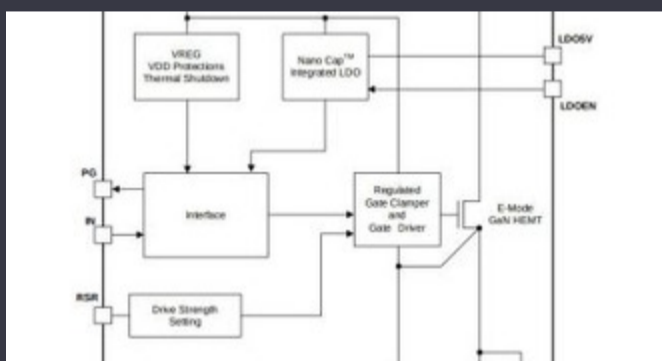 VREG
VDD Protections
Thermal Shutdown
Nano Cap™
Integrated LDO
LDO5V
LDOEN
PG
IN
Interface
Regulated
Gate Clamper
and
Gate Driver
E-Mode
GaN HEMT
RSR
Drive Strength
Setting